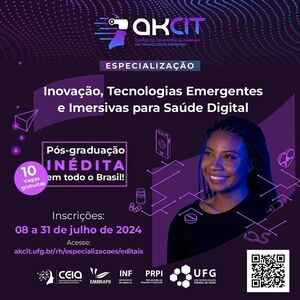 AKCIT
ESPECIALIZAÇÃO
Inovação, Tecnologias Emergentes
e Imersivas para Saúde Digital
Pós-graduação
INÉDITA
em todo o Brasil!
10
Vagas
gratuitas
Inscrições:
08 a 31 de julho de 2024
Acesse:
akcit.ufg.br/rh/especializacoes/editais
CEIA
EMBRAPII
INF
PRPI
UFG